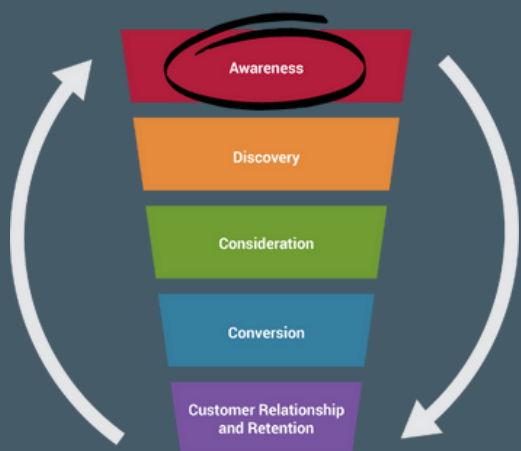 Awareness
Discovery
Consideration
Conversion
Customer Relationship
and Retention